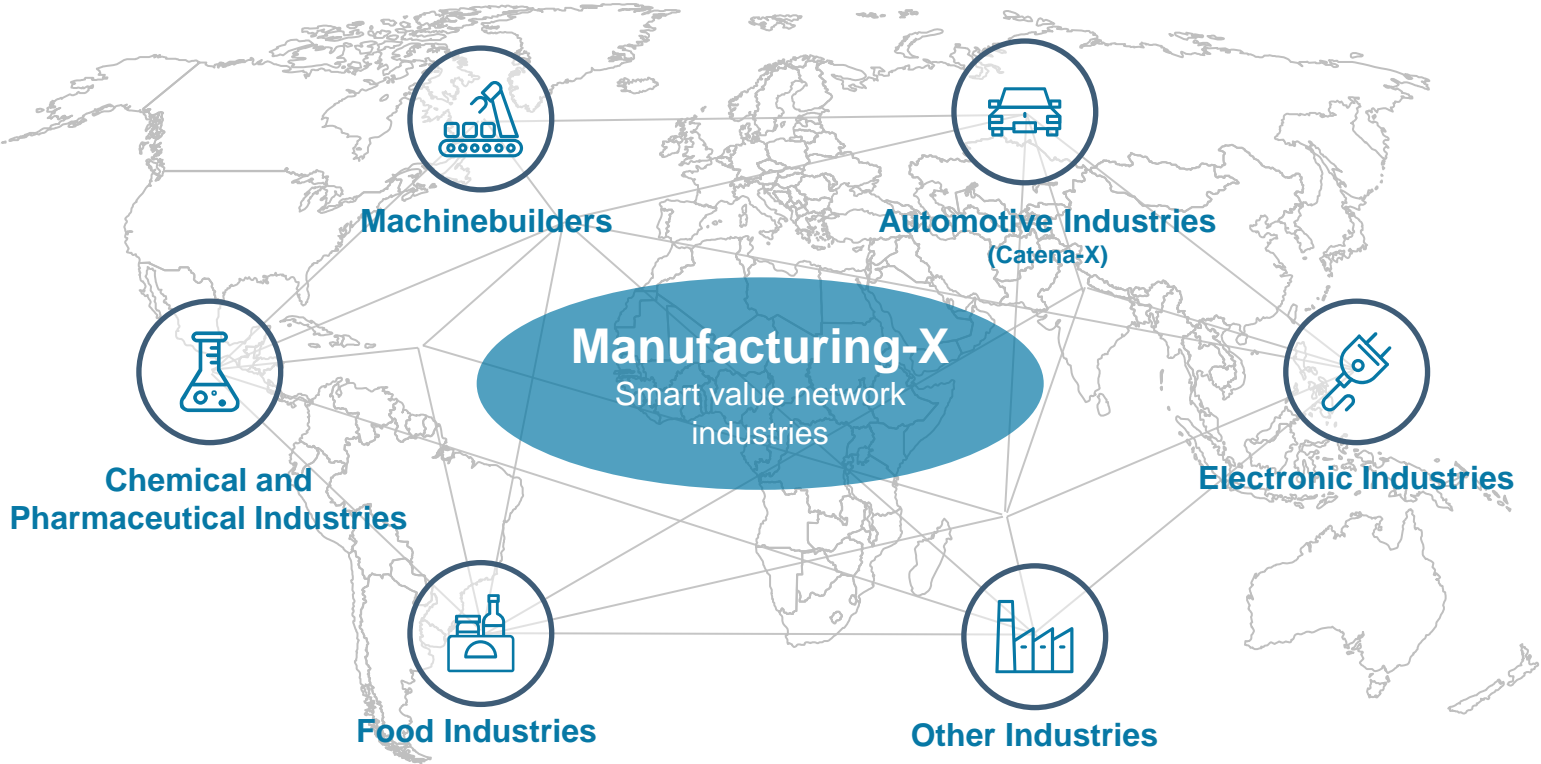 Machinebuilders
Automotive Industries
(Catena-X)
Manufacturing-X
Smart value network
industries
Chemical and
Pharmaceutical Industries
Electronic Industries
Food Industries
Other Industries